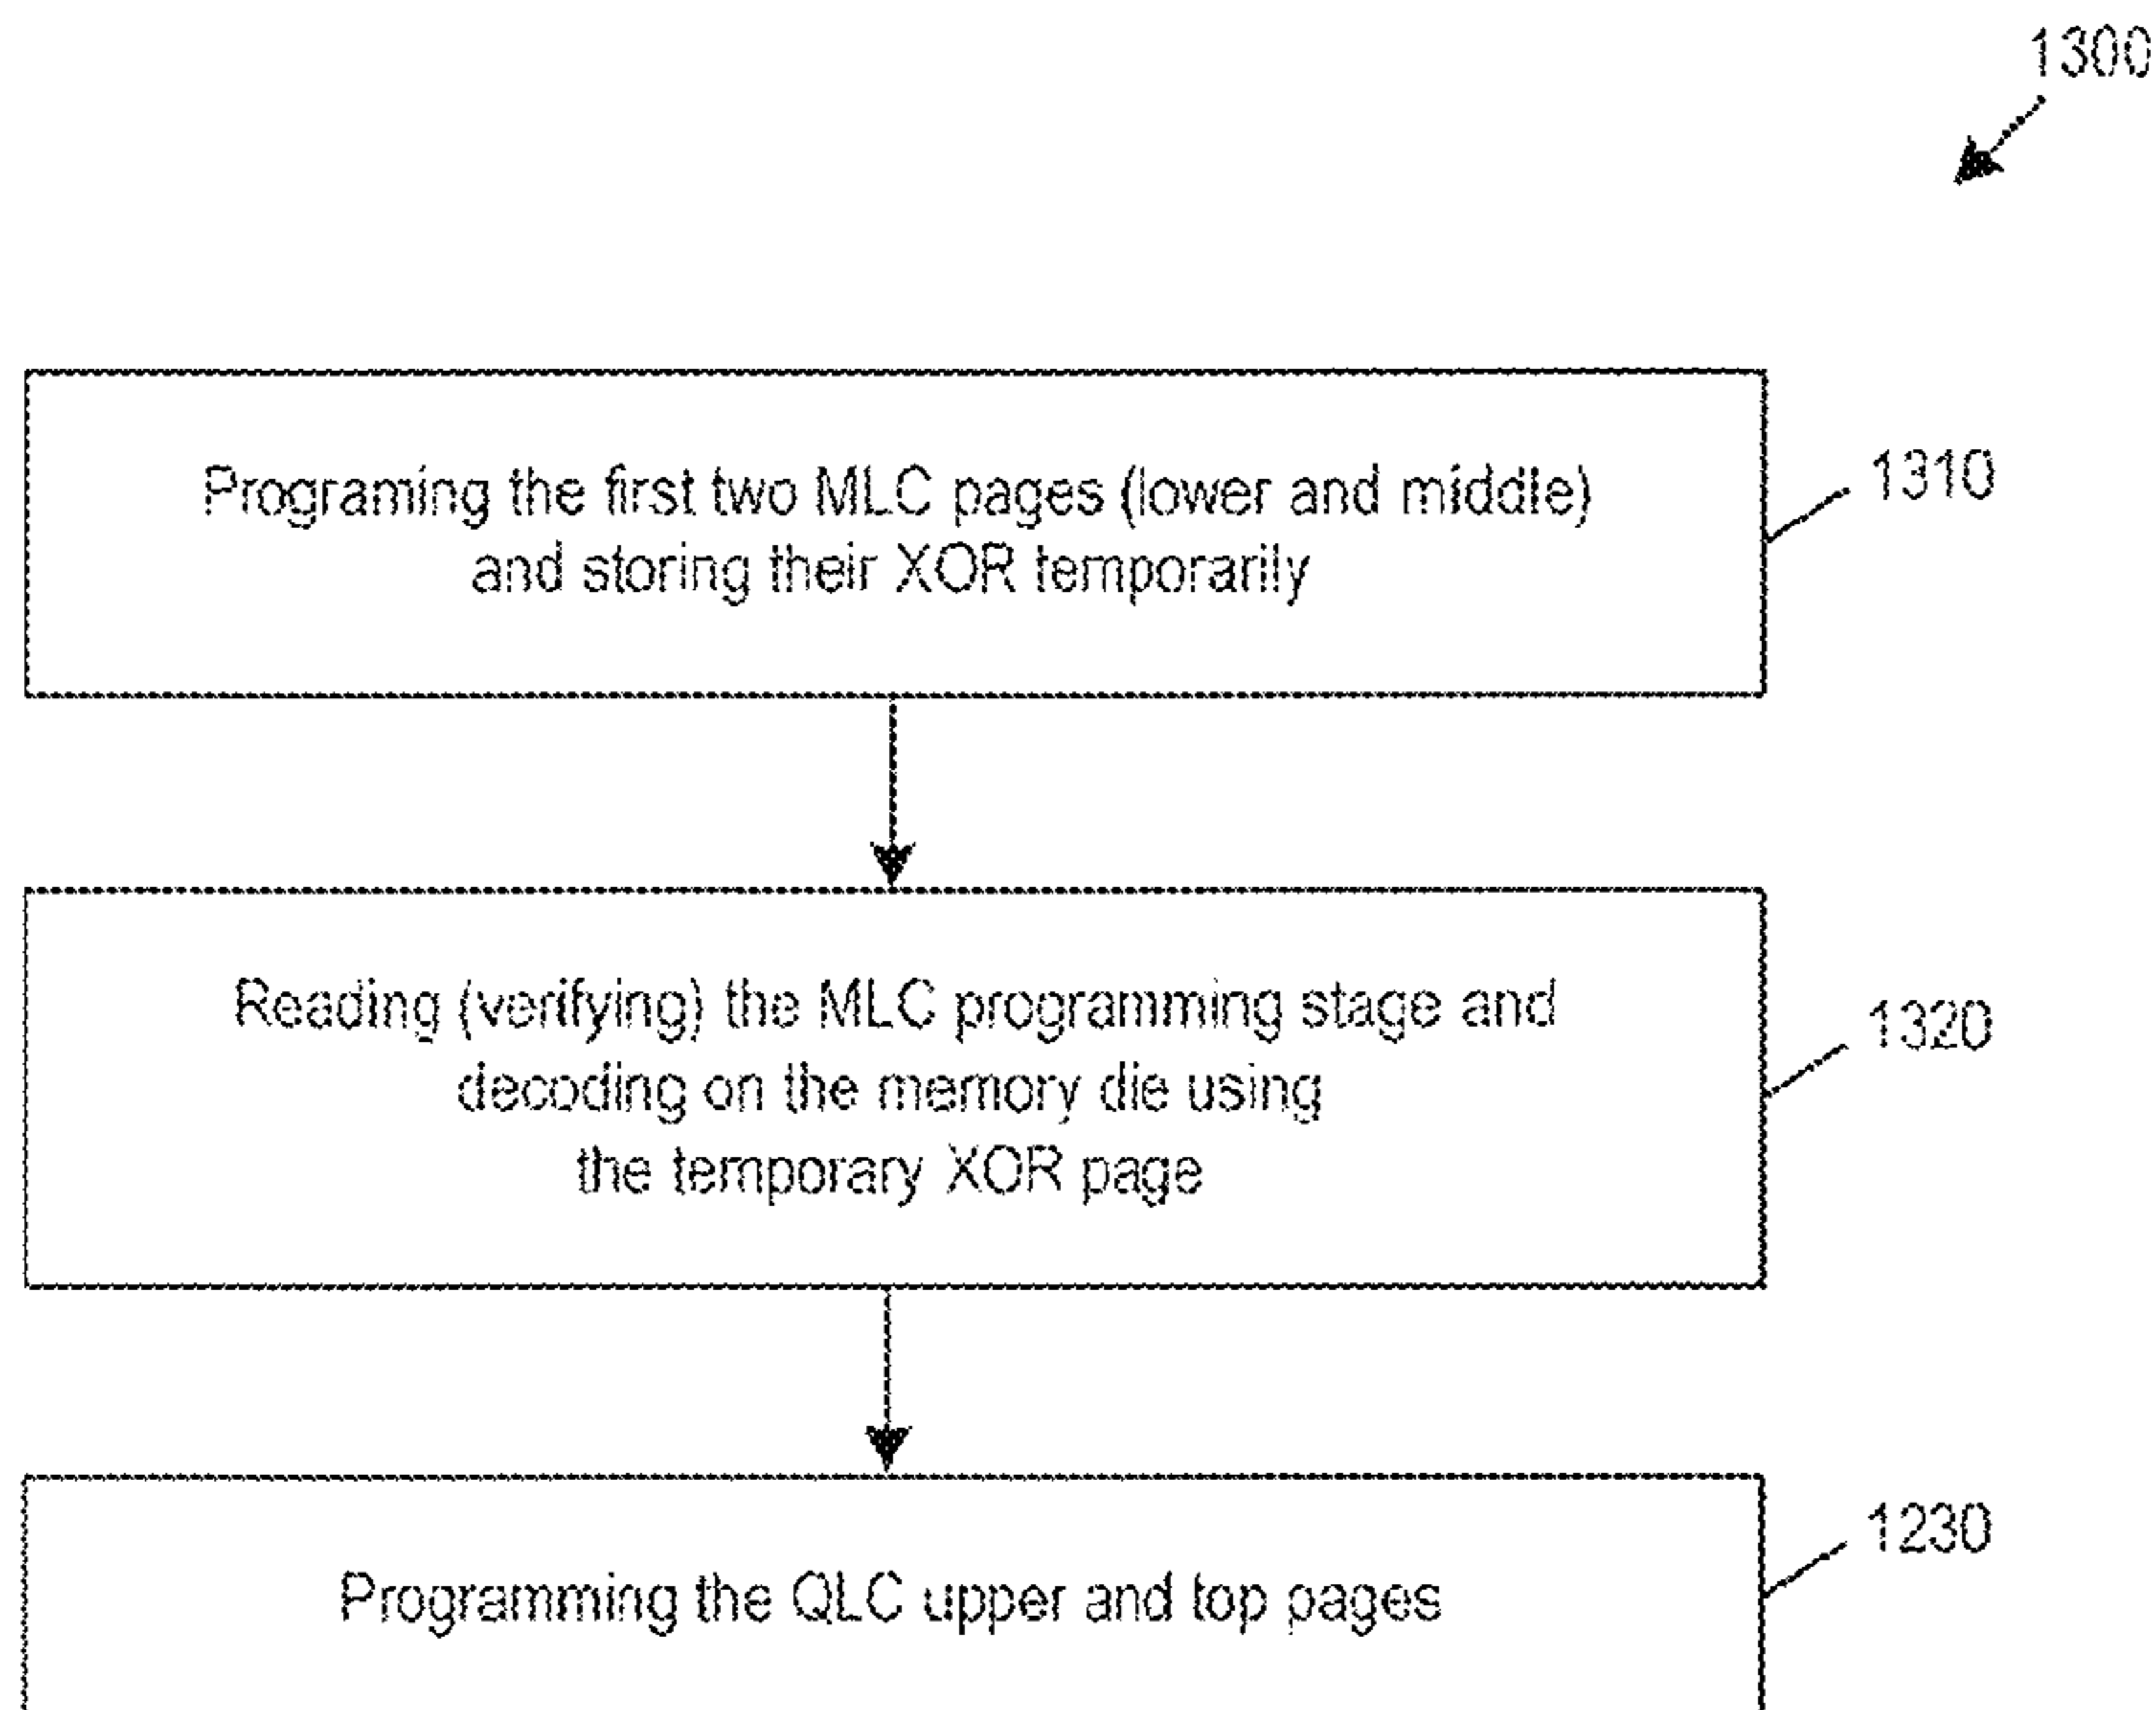 1300
Programing the first two MLC pages (lower and middle)
and storing their XOR temporarily
1310
Reading (verifying) the MLC programming stage and
decoding on the memory die using
the temporary XOR page
1320
Programming the QLC upper and top pages
1230